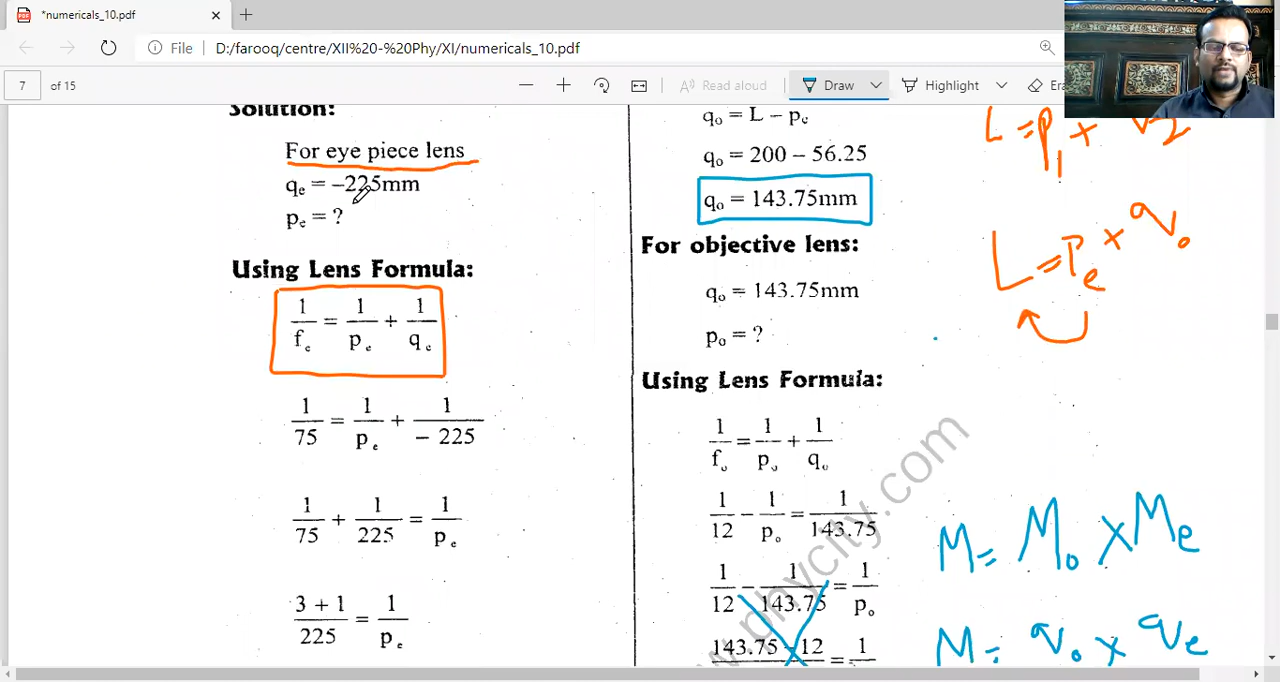 *numericals_10.pdf
File D:/farooq/centre/XII%20-%20Phy/XI/numericals_10.pdf
7 of 15
Read aloud
Draw
Highlight
Solution:
For eye piece lens
qe = −225mm
pe = ?
Using Lens Formula:
1/fe = 1/pe + 1/qe
1/75 = 1/pe + 1/−225
1/75 + 1/225 = 1/pe
3+1/225 = 1/pe
qo = L − pe
qo = 200 − 56.25
qo = 143.75mm
For objective lens:
qo = 143.75mm
po = ?
Using Lens Formula:
1/fo = 1/po + 1/qo
1/12 − 1/po = 1/143.75
1/12 − 1/143.75 = 1/po
143.75 − 12 = 1
w.phycity.com
L = Pe + qo
M = Mo × Me
M = qo × qe